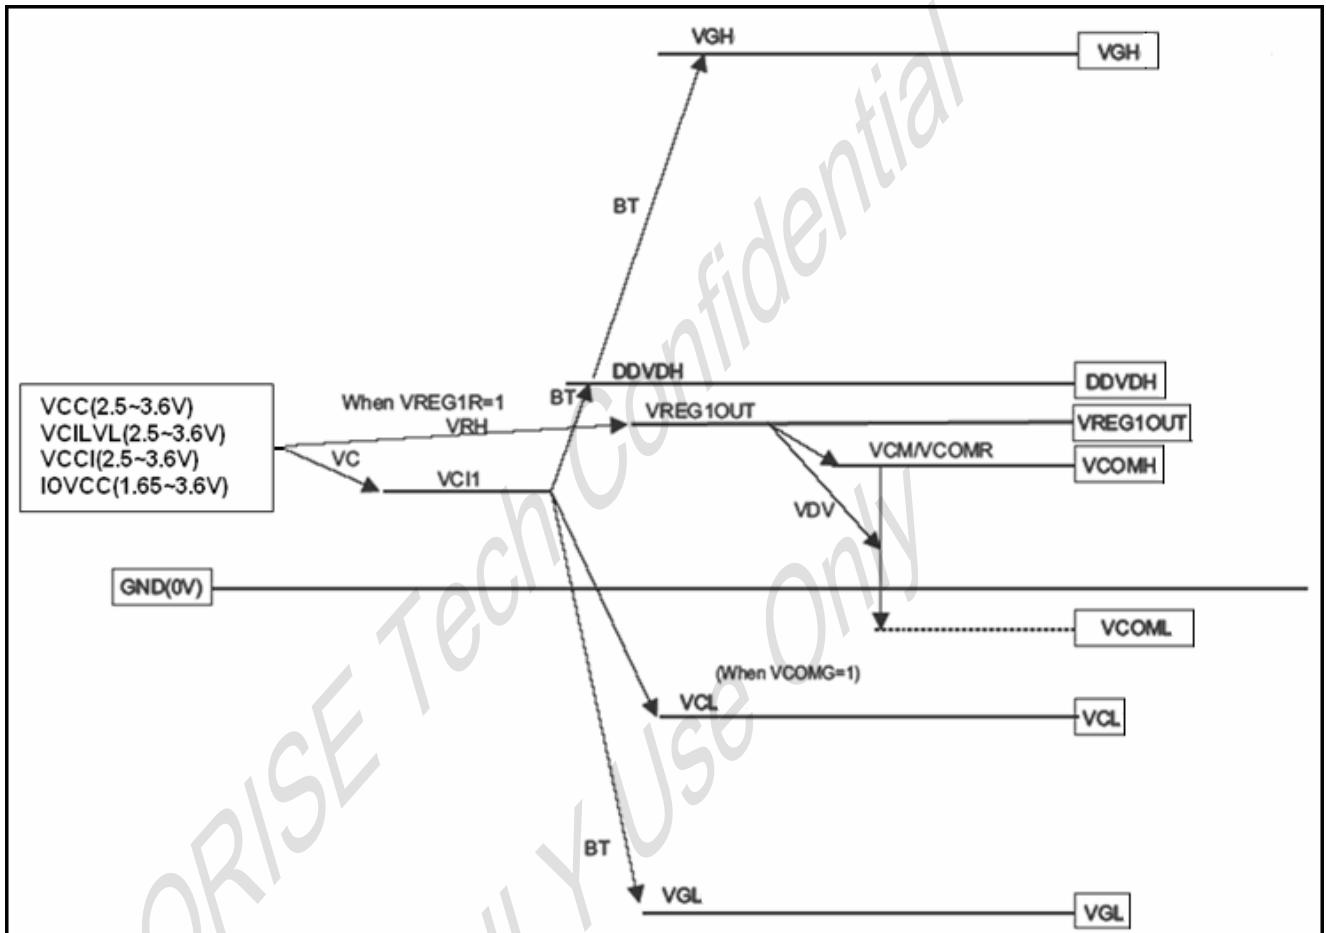 VGH
VGH
BT
DDVDH
DDVDH
BT
When VREG1R=1
VRH
VREG1OUT
VREG1OUT
VCC(2.5~3.6V)
VCILVL(2.5~3.6V)
VCCI(2.5~3.6V)
IOVCC(1.65~3.6V)
VC
VCI1
VCM/VCOMR
VCOMH
VDV
GND(0V)
VCOML
(When VCOMG=1)
VCL
VCL
BT
VGL
VGL
ORISE Tech Confidential
Y Use Only